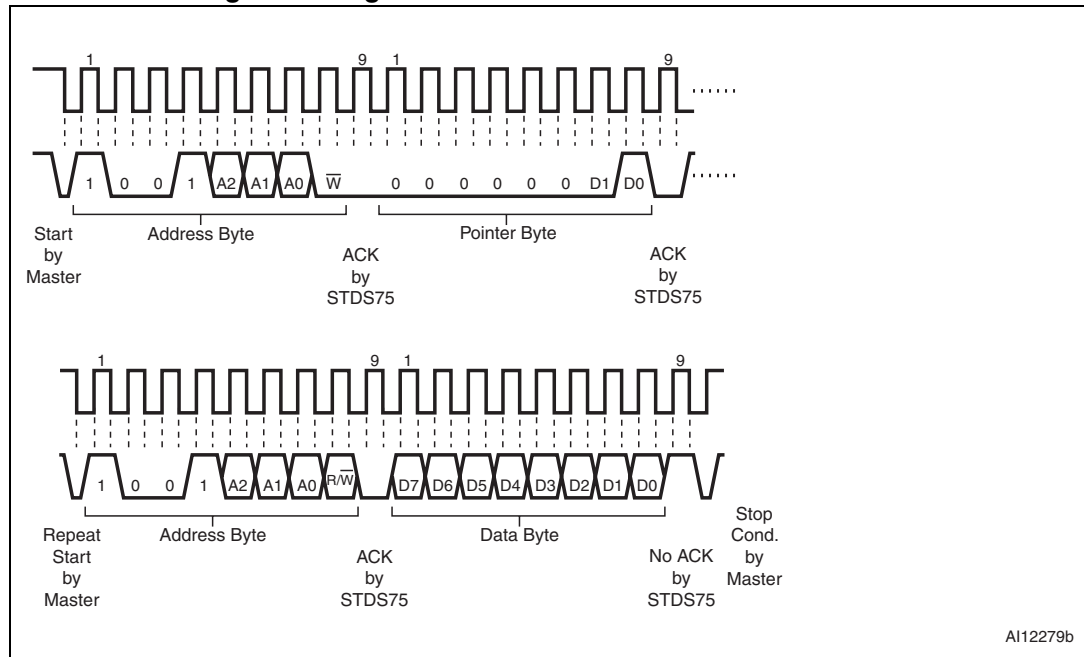 1 9 1 9
1 0 0 1 A2 A1 A0 W̅ 0 0 0 0 0 0 D1 D0
Address Byte Pointer Byte
Start
by
Master
ACK
by
STDS75
ACK
by
STDS75
1 9 1 9
1 0 0 1 A2 A1 A0 R/W̅ D7 D6 D5 D4 D3 D2 D1 D0
Address Byte Data Byte
Repeat
Start
by
Master
ACK
by
STDS75
No ACK
by
STDS75
Stop
Cond.
by
Master
AI12279b